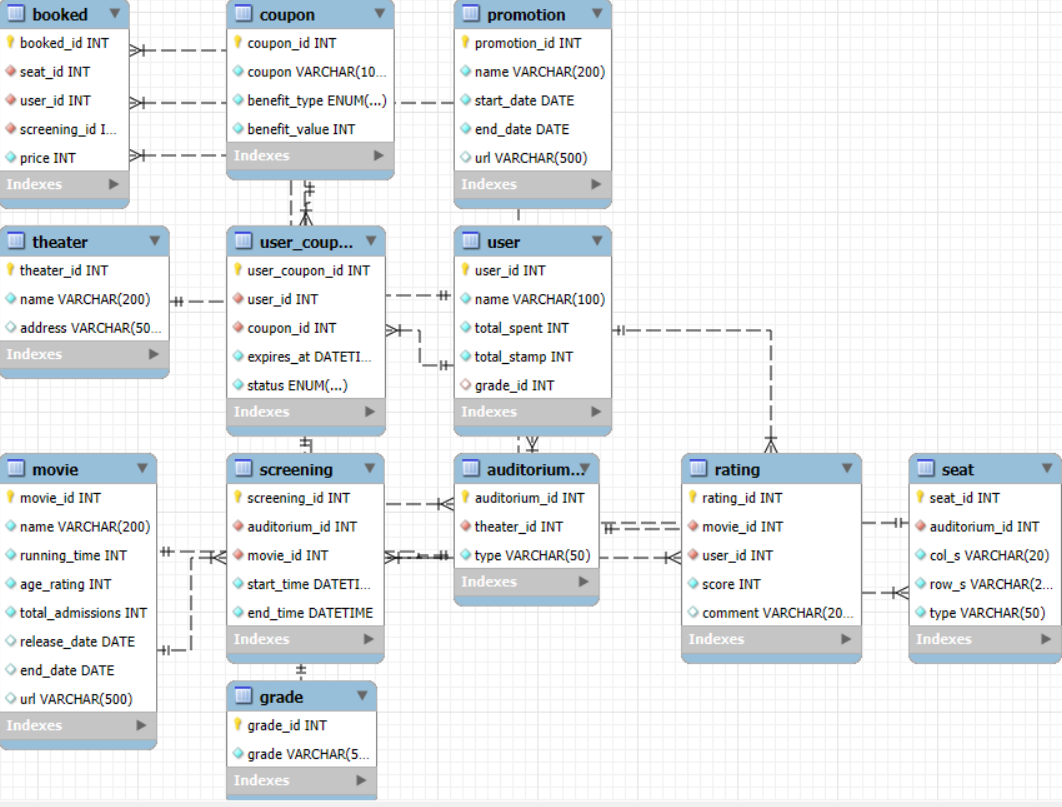 booked
booked_id INT
seat_id INT
user_id INT
screening_id I...
price INT
Indexes
coupon
coupon_id INT
coupon VARCHAR(10...
benefit_type ENUM(...)
benefit_value INT
Indexes
promotion
promotion_id INT
name VARCHAR(200)
start_date DATE
end_date DATE
url VARCHAR(500)
Indexes
theater
theater_id INT
name VARCHAR(200)
address VARCHAR(50...
Indexes
user_coup...
user_coupon_id INT
user_id INT
coupon_id INT
expires_at DATETI...
status ENUM(...)
Indexes
user
user_id INT
name VARCHAR(100)
total_spent INT
total_stamp INT
grade_id INT
Indexes
movie
movie_id INT
name VARCHAR(200)
running_time INT
age_rating INT
total_admissions INT
release_date DATE
end_date DATE
url VARCHAR(500)
Indexes
screening
screening_id INT
auditorium_id INT
movie_id INT
start_time DATETI...
end_time DATETIME
Indexes
auditorium...
auditorium_id INT
theater_id INT
type VARCHAR(50)
Indexes
rating
rating_id INT
movie_id INT
user_id INT
score INT
comment VARCHAR(20...
Indexes
seat
seat_id INT
auditorium_id INT
col_s VARCHAR(20)
row_s VARCHAR(2...
type VARCHAR(50)
Indexes
grade
grade_id INT
grade VARCHAR(5...
Indexes